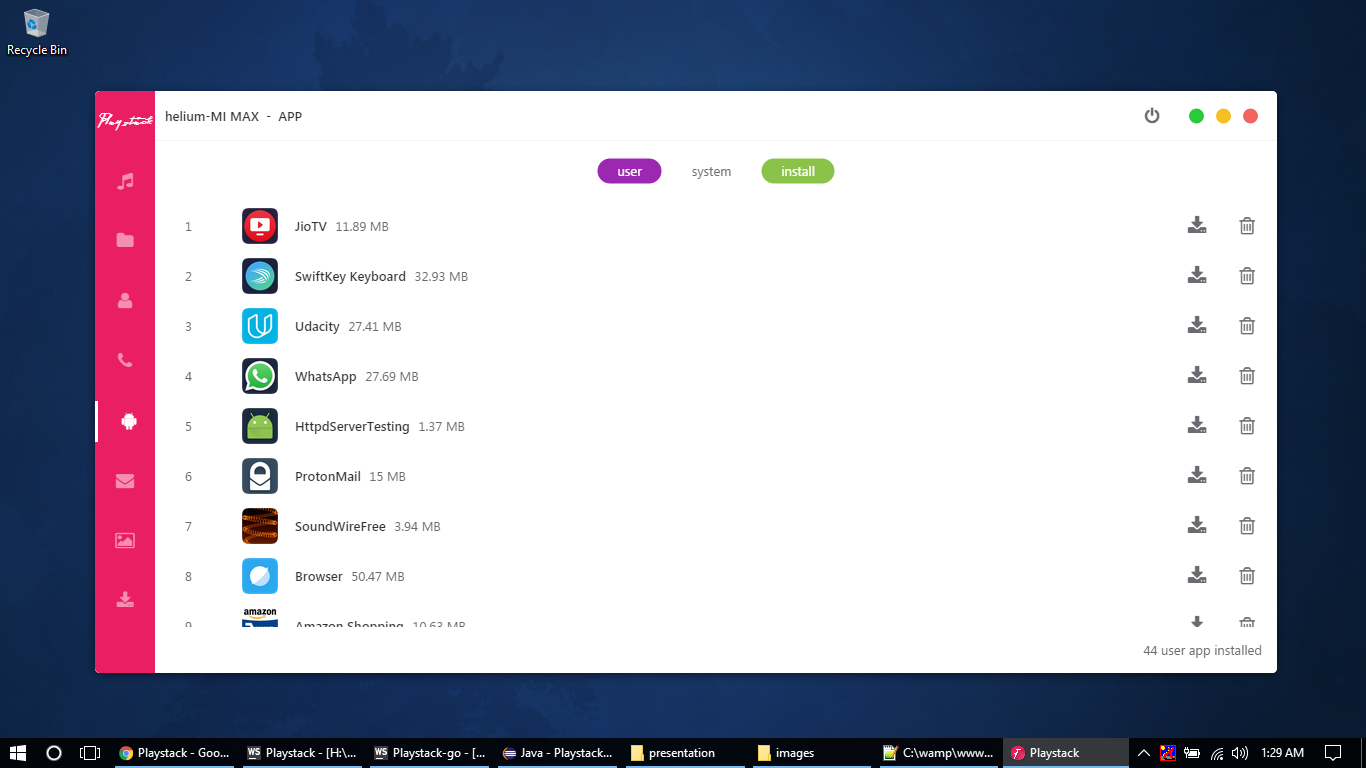 Recycle Bin
Playstack
helium-MI MAX - APP
user system install
1 JioTV 11.89 MB
2 SwiftKey Keyboard 32.93 MB
3 Udacity 27.41 MB
4 WhatsApp 27.69 MB
5 HttpdServerTesting 1.37 MB
6 ProtonMail 15 MB
7 SoundWireFree 3.94 MB
8 Browser 50.47 MB
amazon
9 Amazon Shopping 10.63 MB
44 user app installed
Playstack - Goo... WS Playstack - [H:\... WS Playstack-go - [... Java - Playstack... presentation images C:\wamp\www... Playstack 1:29 AM